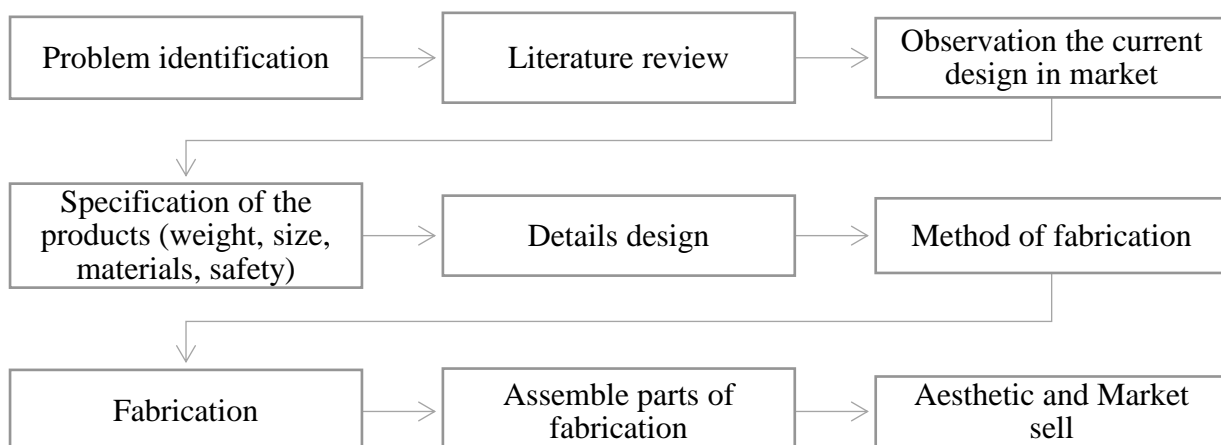 Problem identification
Literature review
Observation the current
design in market
Specification of the
products (weight, size,
materials, safety)
Details design
Method of fabrication
Fabrication
Assemble parts of
fabrication
Aesthetic and Market
sell